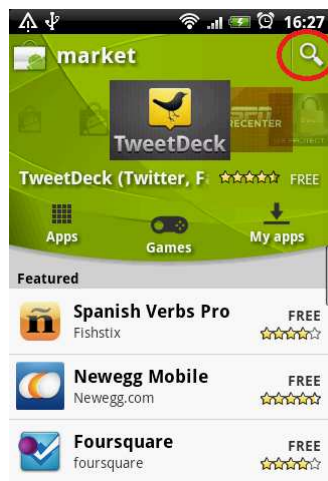 16:27
market
RECENTER
TweetDeck
TweetDeck (Twitter, F
FREE
Apps
Games
My apps
Featured
Spanish Verbs Pro
FREE
Fishstix
Newegg Mobile
FREE
Newegg.com
Foursquare
FREE
foursquare